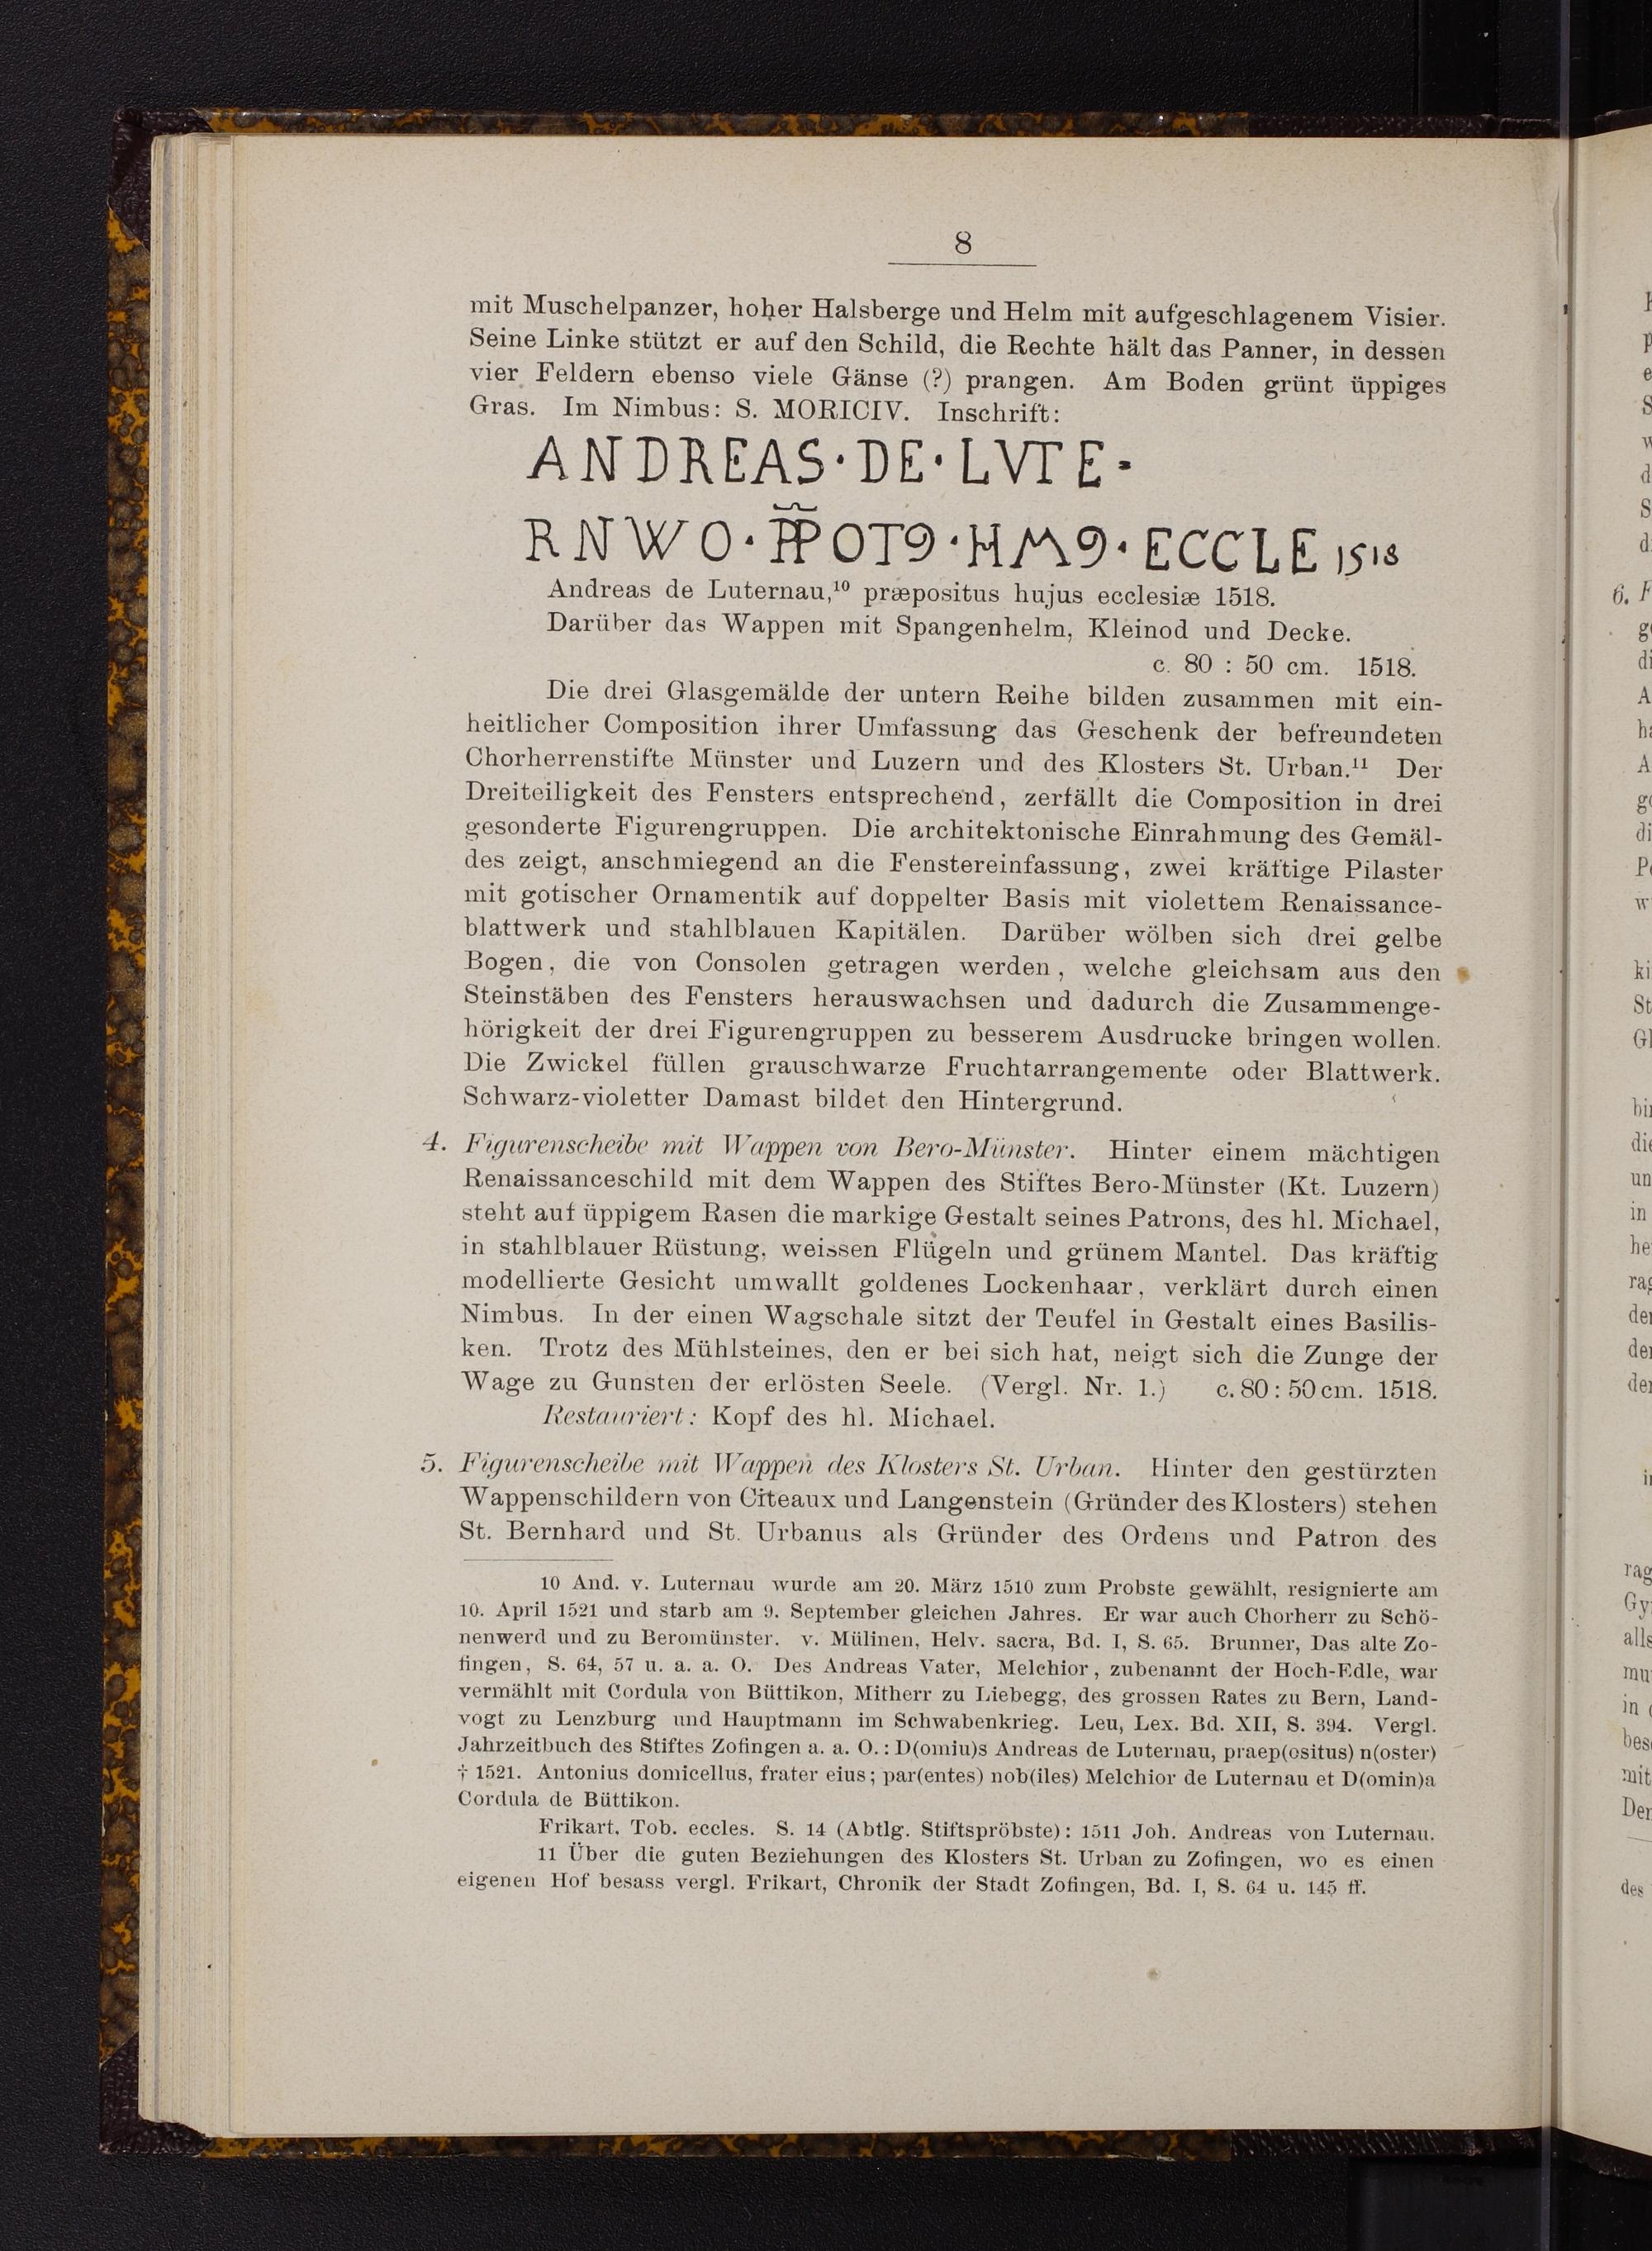 8
mit Muschelpanzer, hoher Halsberge und Helm mit aufgeschlagenem Visier.
Seine Linke stützt er auf den Schild, die Rechte hält das Panner, in dessen
vier Feldern ebenso viele Gänse (?) prangen. Am Boden grünt üppiges
Gras. Im Nimbus: S. MORICIV. Inschrift:
ANDREAS·DE·LVTE-
RNWO·PPOT9·HM9·ECCLE 1518
Andreas de Luternau,¹⁰ præpositus hujus ecclesiæ 1518.
Darüber das Wappen mit Spangenhelm, Kleinod und Decke.
c. 80 : 50 cm. 1518.
Die drei Glasgemälde der untern Reihe bilden zusammen mit ein-
heitlicher Composition ihrer Umfassung das Geschenk der befreundeten
Chorherrenstifte Münster und Luzern und des Klosters St. Urban.¹¹ Der
Dreiteiligkeit des Fensters entsprechend, zerfällt die Composition in drei
gesonderte Figurengruppen. Die architektonische Einrahmung des Gemäl-
des zeigt, anschmiegend an die Fenstereinfassung, zwei kräftige Pilaster
mit gotischer Ornamentik auf doppelter Basis mit violettem Renaissance-
blattwerk und stahlblauen Kapitälen. Darüber wölben sich drei gelbe
Bogen, die von Consolen getragen werden, welche gleichsam aus den
Steinstäben des Fensters herauswachsen und dadurch die Zusammenge-
hörigkeit der drei Figurengruppen zu besserem Ausdrucke bringen wollen.
Die Zwickel füllen grauschwarze Fruchtarrangemente oder Blattwerk.
Schwarz-violetter Damast bildet den Hintergrund.
4. Figurenscheibe mit Wappen von Bero-Münster. Hinter einem mächtigen
Renaissanceschild mit dem Wappen des Stiftes Bero-Münster (Kt. Luzern)
steht auf üppigem Rasen die markige Gestalt seines Patrons, des hl. Michael,
in stahlblauer Rüstung, weissen Flügeln und grünem Mantel. Das kräftig
modellierte Gesicht umwallt goldenes Lockenhaar, verklärt durch einen
Nimbus. In der einen Wagschale sitzt der Teufel in Gestalt eines Basilis-
ken. Trotz des Mühlsteines, den er bei sich hat, neigt sich die Zunge der
Wage zu Gunsten der erlösten Seele. (Vergl. Nr. 1.) c. 80 : 50 cm. 1518.
Restauriert: Kopf des hl. Michael.
5. Figurenscheibe mit Wappen des Klosters St. Urban. Hinter den gestürzten
Wappenschildern von Citeaux und Langenstein (Gründer des Klosters) stehen
St. Bernhard und St. Urbanus als Gründer des Ordens und Patron des
10 And. v. Luternau wurde am 20. März 1510 zum Probste gewählt, resignierte am
10. April 1521 und starb am 9. September gleichen Jahres. Er war auch Chorherr zu Schö-
nenwerd und zu Beromünster. v. Mülinen, Helv. sacra, Bd. I, S. 65. Brunner, Das alte Zo-
fingen, S. 64, 57 u. a. a. O. Des Andreas Vater, Melchior, zubenannt der Hoch-Edle, war
vermählt mit Cordula von Büttikon, Mitherr zu Liebegg, des grossen Rates zu Bern, Land-
vogt zu Lenzburg und Hauptmann im Schwabenkrieg. Leu, Lex. Bd. XII, S. 394. Vergl.
Jahrzeitbuch des Stiftes Zofingen a. a. O.: D(omiu)s Andreas de Luternau, praep(ositus) n(oster)
† 1521. Antonius domicellus, frater eius; par(entes) nob(iles) Melchior de Luternau et D(omin)a
Cordula de Büttikon.
Frikart, Tob. eccles. S. 14 (Abtlg. Stiftspröbste): 1511 Joh. Andreas von Luternau.
11 Über die guten Beziehungen des Klosters St. Urban zu Zofingen, wo es einen
eigenen Hof besass vergl. Frikart, Chronik der Stadt Zofingen, Bd. I, S. 64 u. 145 ff.